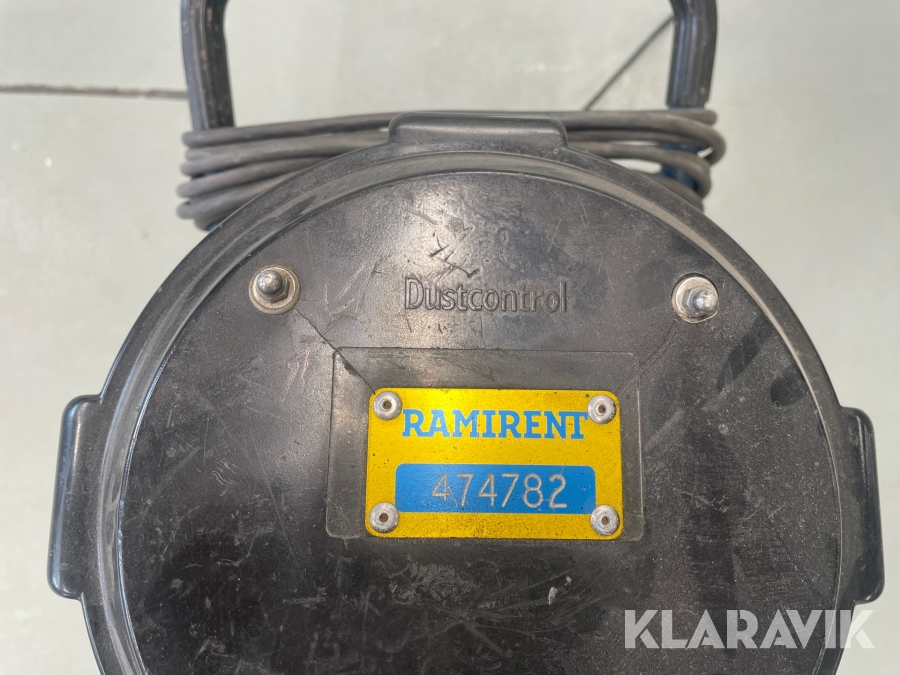 Dustcontrol
RAMIRENT
474782
KLARAVIK